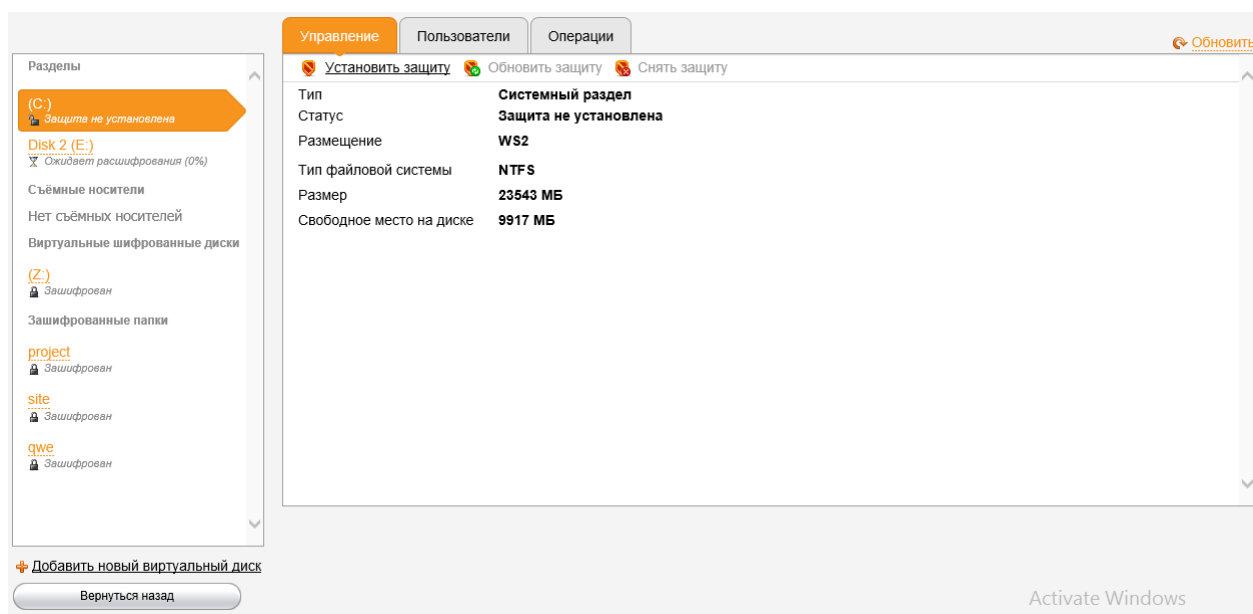 Управление Пользователи Операции
Обновить
Разделы
(C:)
Защита не установлена
Disk 2 (E:)
Ожидает расшифрования (0%)
Съёмные носители
Нет съёмных носителей
Виртуальные шифрованные диски
(Z:)
Зашифрован
Зашифрованные папки
project
Зашифрован
site
Зашифрован
qwe
Зашифрован
Добавить новый виртуальный диск
Вернуться назад
Установить защиту Обновить защиту Снять защиту
Тип Системный раздел
Статус Защита не установлена
Размещение WS2
Тип файловой системы NTFS
Размер 23543 МБ
Свободное место на диске 9917 МБ
Activate Windows